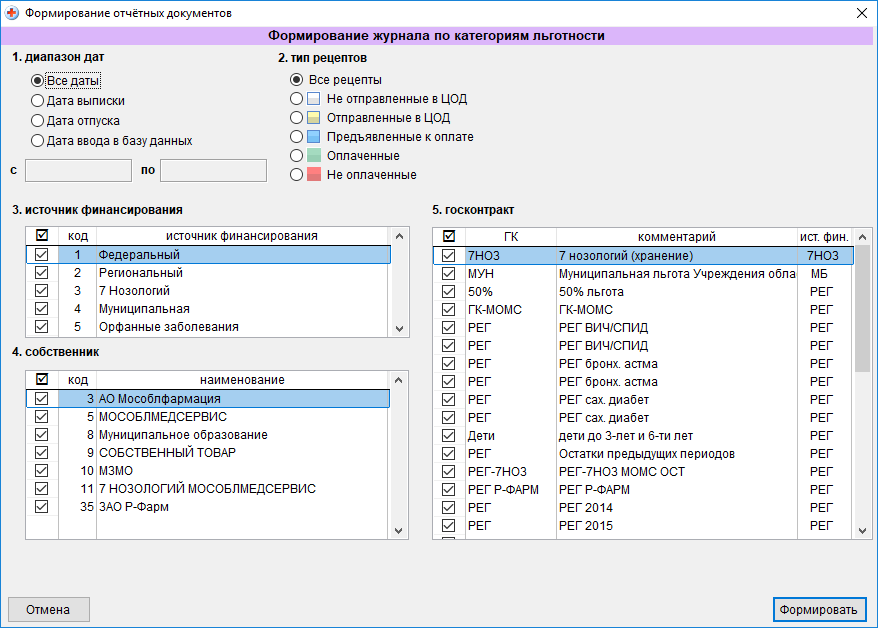 Формирование отчётных документов
Формирование журнала по категориям льготности
1. диапазон дат
Все даты
Дата выписки
Дата отпуска
Дата ввода в базу данных
с по
2. тип рецептов
Все рецепты
Не отправленные в ЦОД
Отправленные в ЦОД
Предъявленные к оплате
Оплаченные
Не оплаченные
3. источник финансирования
код источник финансирования
1 Федеральный
2 Региональный
3 7 Нозологий
4 Муниципальная
5 Орфанные заболевания
4. собственник
код наименование
3 АО Мособлфармация
5 МОСОБЛМЕДСЕРВИС
8 Муниципальное образование
9 СОБСТВЕННЫЙ ТОВАР
10 МЗМО
11 7 НОЗОЛОГИЙ МОСОБЛМЕДСЕРВИС
35 ЗАО Р-Фарм
5. госконтракт
ГК комментарий ист. фин.
7НОЗ 7 нозологий (хранение) 7НОЗ
МУН Муниципальная льгота Учреждения обла МБ
50% 50% льгота РЕГ
ГК-МОМС ГК-МОМС РЕГ
РЕГ РЕГ ВИЧ/СПИД РЕГ
РЕГ РЕГ ВИЧ/СПИД РЕГ
РЕГ РЕГ бронх. астма РЕГ
РЕГ РЕГ бронх. астма РЕГ
РЕГ РЕГ сах. диабет РЕГ
РЕГ РЕГ сах. диабет РЕГ
Дети дети до 3-лет и 6-ти лет РЕГ
РЕГ Остатки предыдущих периодов РЕГ
РЕГ-7НОЗ РЕГ-7НОЗ МОМС ОСТ РЕГ
РЕГ Р-ФАРМ РЕГ Р-ФАРМ РЕГ
РЕГ РЕГ 2014 РЕГ
РЕГ РЕГ 2015 РЕГ
Отмена
Формировать